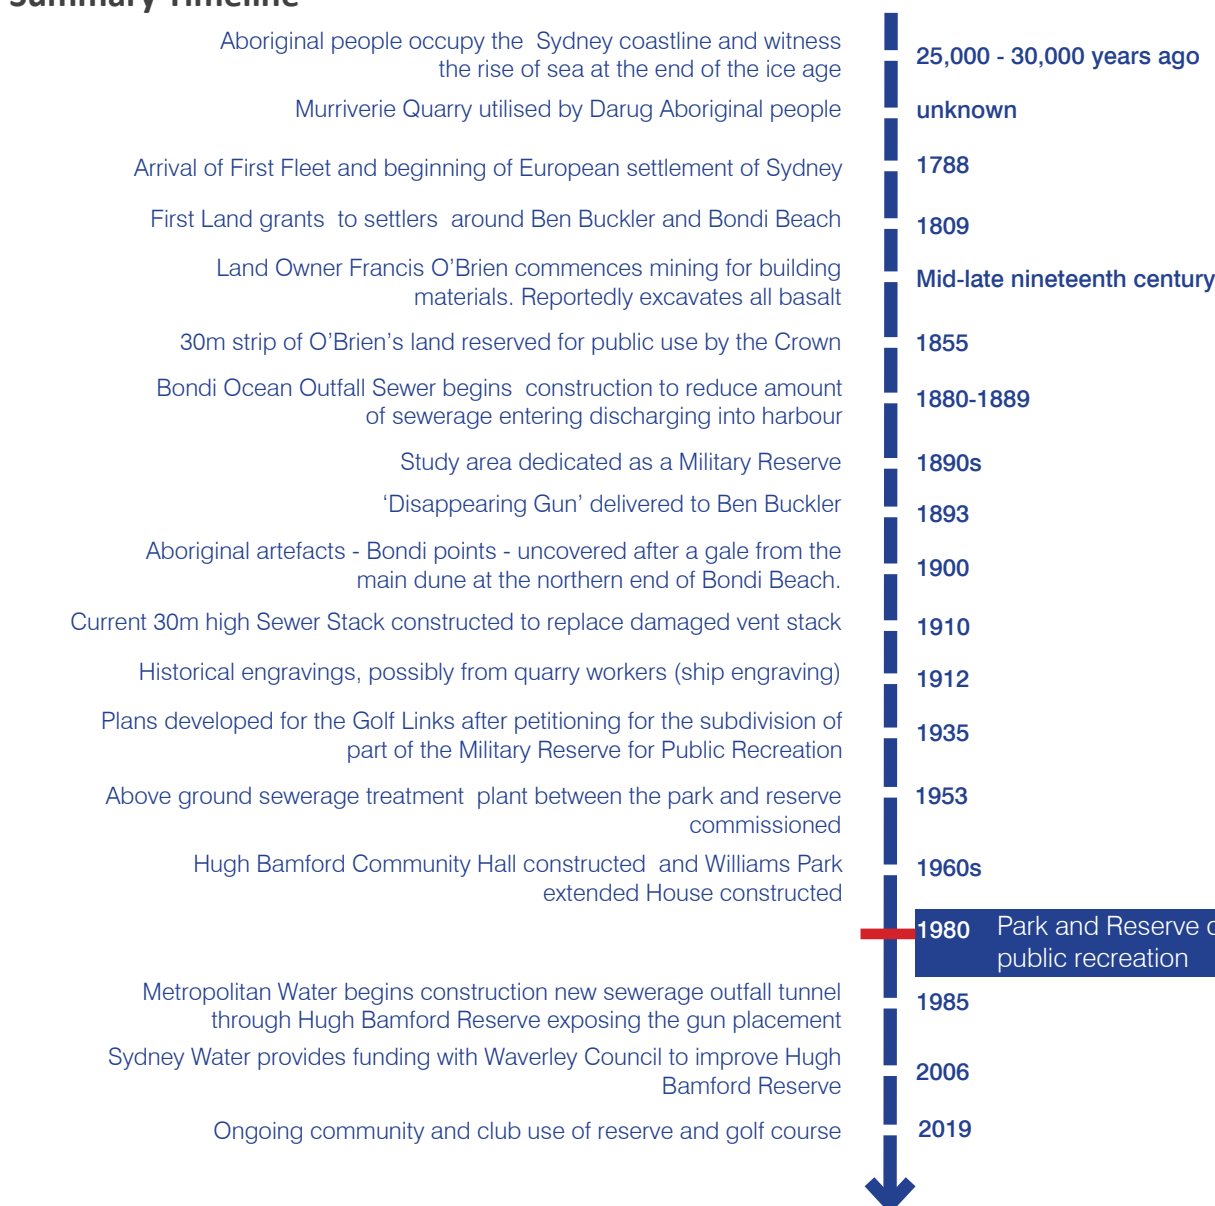 Summary Timeline
Aboriginal people occupy the Sydney coastline and witness
the rise of sea at the end of the ice age
25,000 - 30,000 years ago
Murriverie Quarry utilised by Darug Aboriginal people
unknown
Arrival of First Fleet and beginning of European settlement of Sydney
1788
First Land grants to settlers around Ben Buckler and Bondi Beach
1809
Land Owner Francis O'Brien commences mining for building
materials. Reportedly excavates all basalt
Mid-late nineteenth century
30m strip of O'Brien's land reserved for public use by the Crown
1855
Bondi Ocean Outfall Sewer begins construction to reduce amount
of sewerage entering discharging into harbour
1880-1889
Study area dedicated as a Military Reserve
1890s
'Disappearing Gun' delivered to Ben Buckler
1893
Aboriginal artefacts - Bondi points - uncovered after a gale from the
main dune at the northern end of Bondi Beach.
1900
Current 30m high Sewer Stack constructed to replace damaged vent stack
1910
Historical engravings, possibly from quarry workers (ship engraving)
1912
Plans developed for the Golf Links after petitioning for the subdivision of
part of the Military Reserve for Public Recreation
1935
Above ground sewerage treatment plant between the park and reserve
commissioned
1953
Hugh Bamford Community Hall constructed and Williams Park
extended House constructed
1960s
1980 Park and Reserve
public recreation
Metropolitan Water begins construction new sewerage outfall tunnel
through Hugh Bamford Reserve exposing the gun placement
1985
Sydney Water provides funding with Waverley Council to improve Hugh
Bamford Reserve
2006
Ongoing community and club use of reserve and golf course
2019